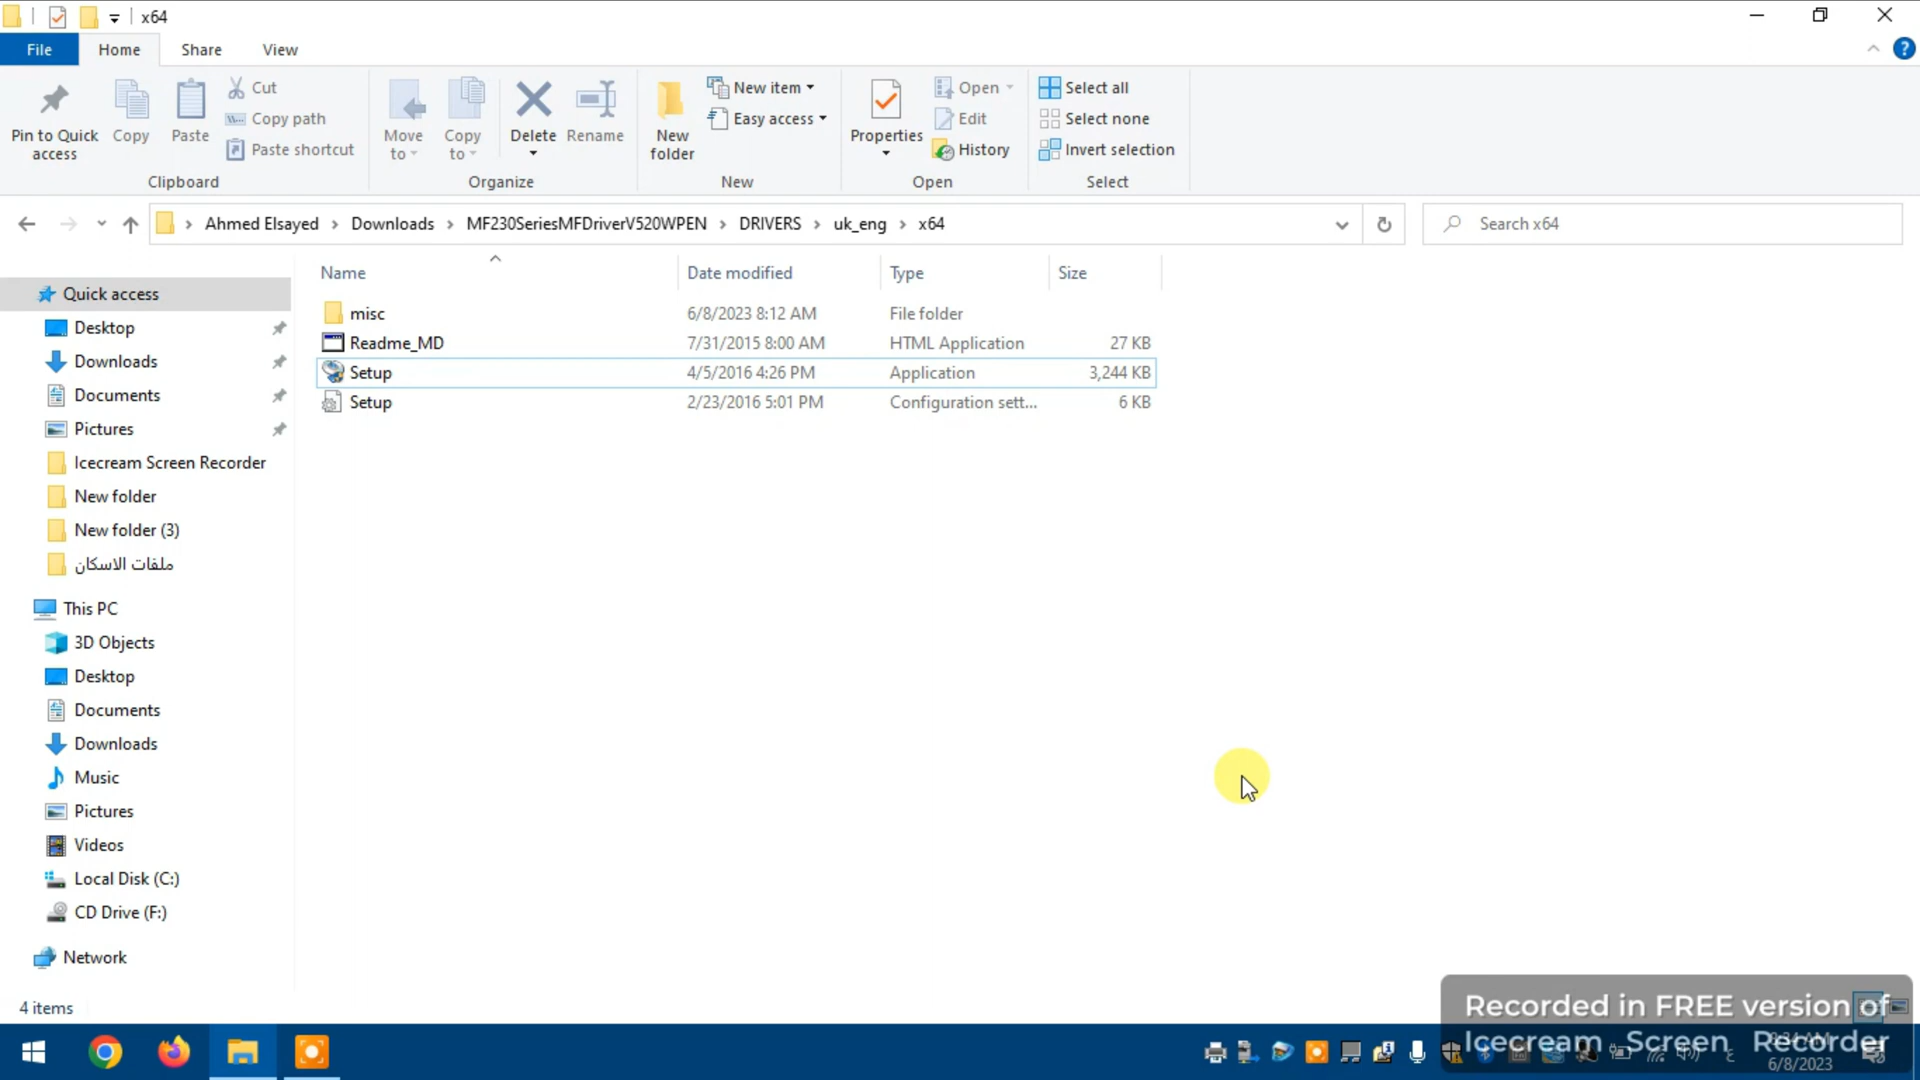 x64
File Home Share View
Pin to Quick access
Copy
Paste
Cut
Copy path
Paste shortcut
Clipboard
Move to
Copy to
Delete
Rename
Organize
New folder
New item
Easy access
New
Properties
Open
Edit
History
Open
Select all
Select none
Invert selection
Select
Ahmed Elsayed > Downloads > MF230SeriesMFDriverV520WPEN > DRIVERS > uk_eng > x64
Search x64
Name Date modified Type Size
misc 6/8/2023 8:12 AM File folder
Readme_MD 7/31/2015 8:00 AM HTML Application 27 KB
Setup 4/5/2016 4:26 PM Application 3,244 KB
Setup 2/23/2016 5:01 PM Configuration sett... 6 KB
Quick access
Desktop
Downloads
Documents
Pictures
Icecream Screen Recorder
New folder
New folder (3)
ملفات الاسكان
This PC
3D Objects
Desktop
Documents
Downloads
Music
Pictures
Videos
Local Disk (C:)
CD Drive (F:)
Network
4 items
Recorded in FREE version of
Icecream Screen Recorder
6/8/2023